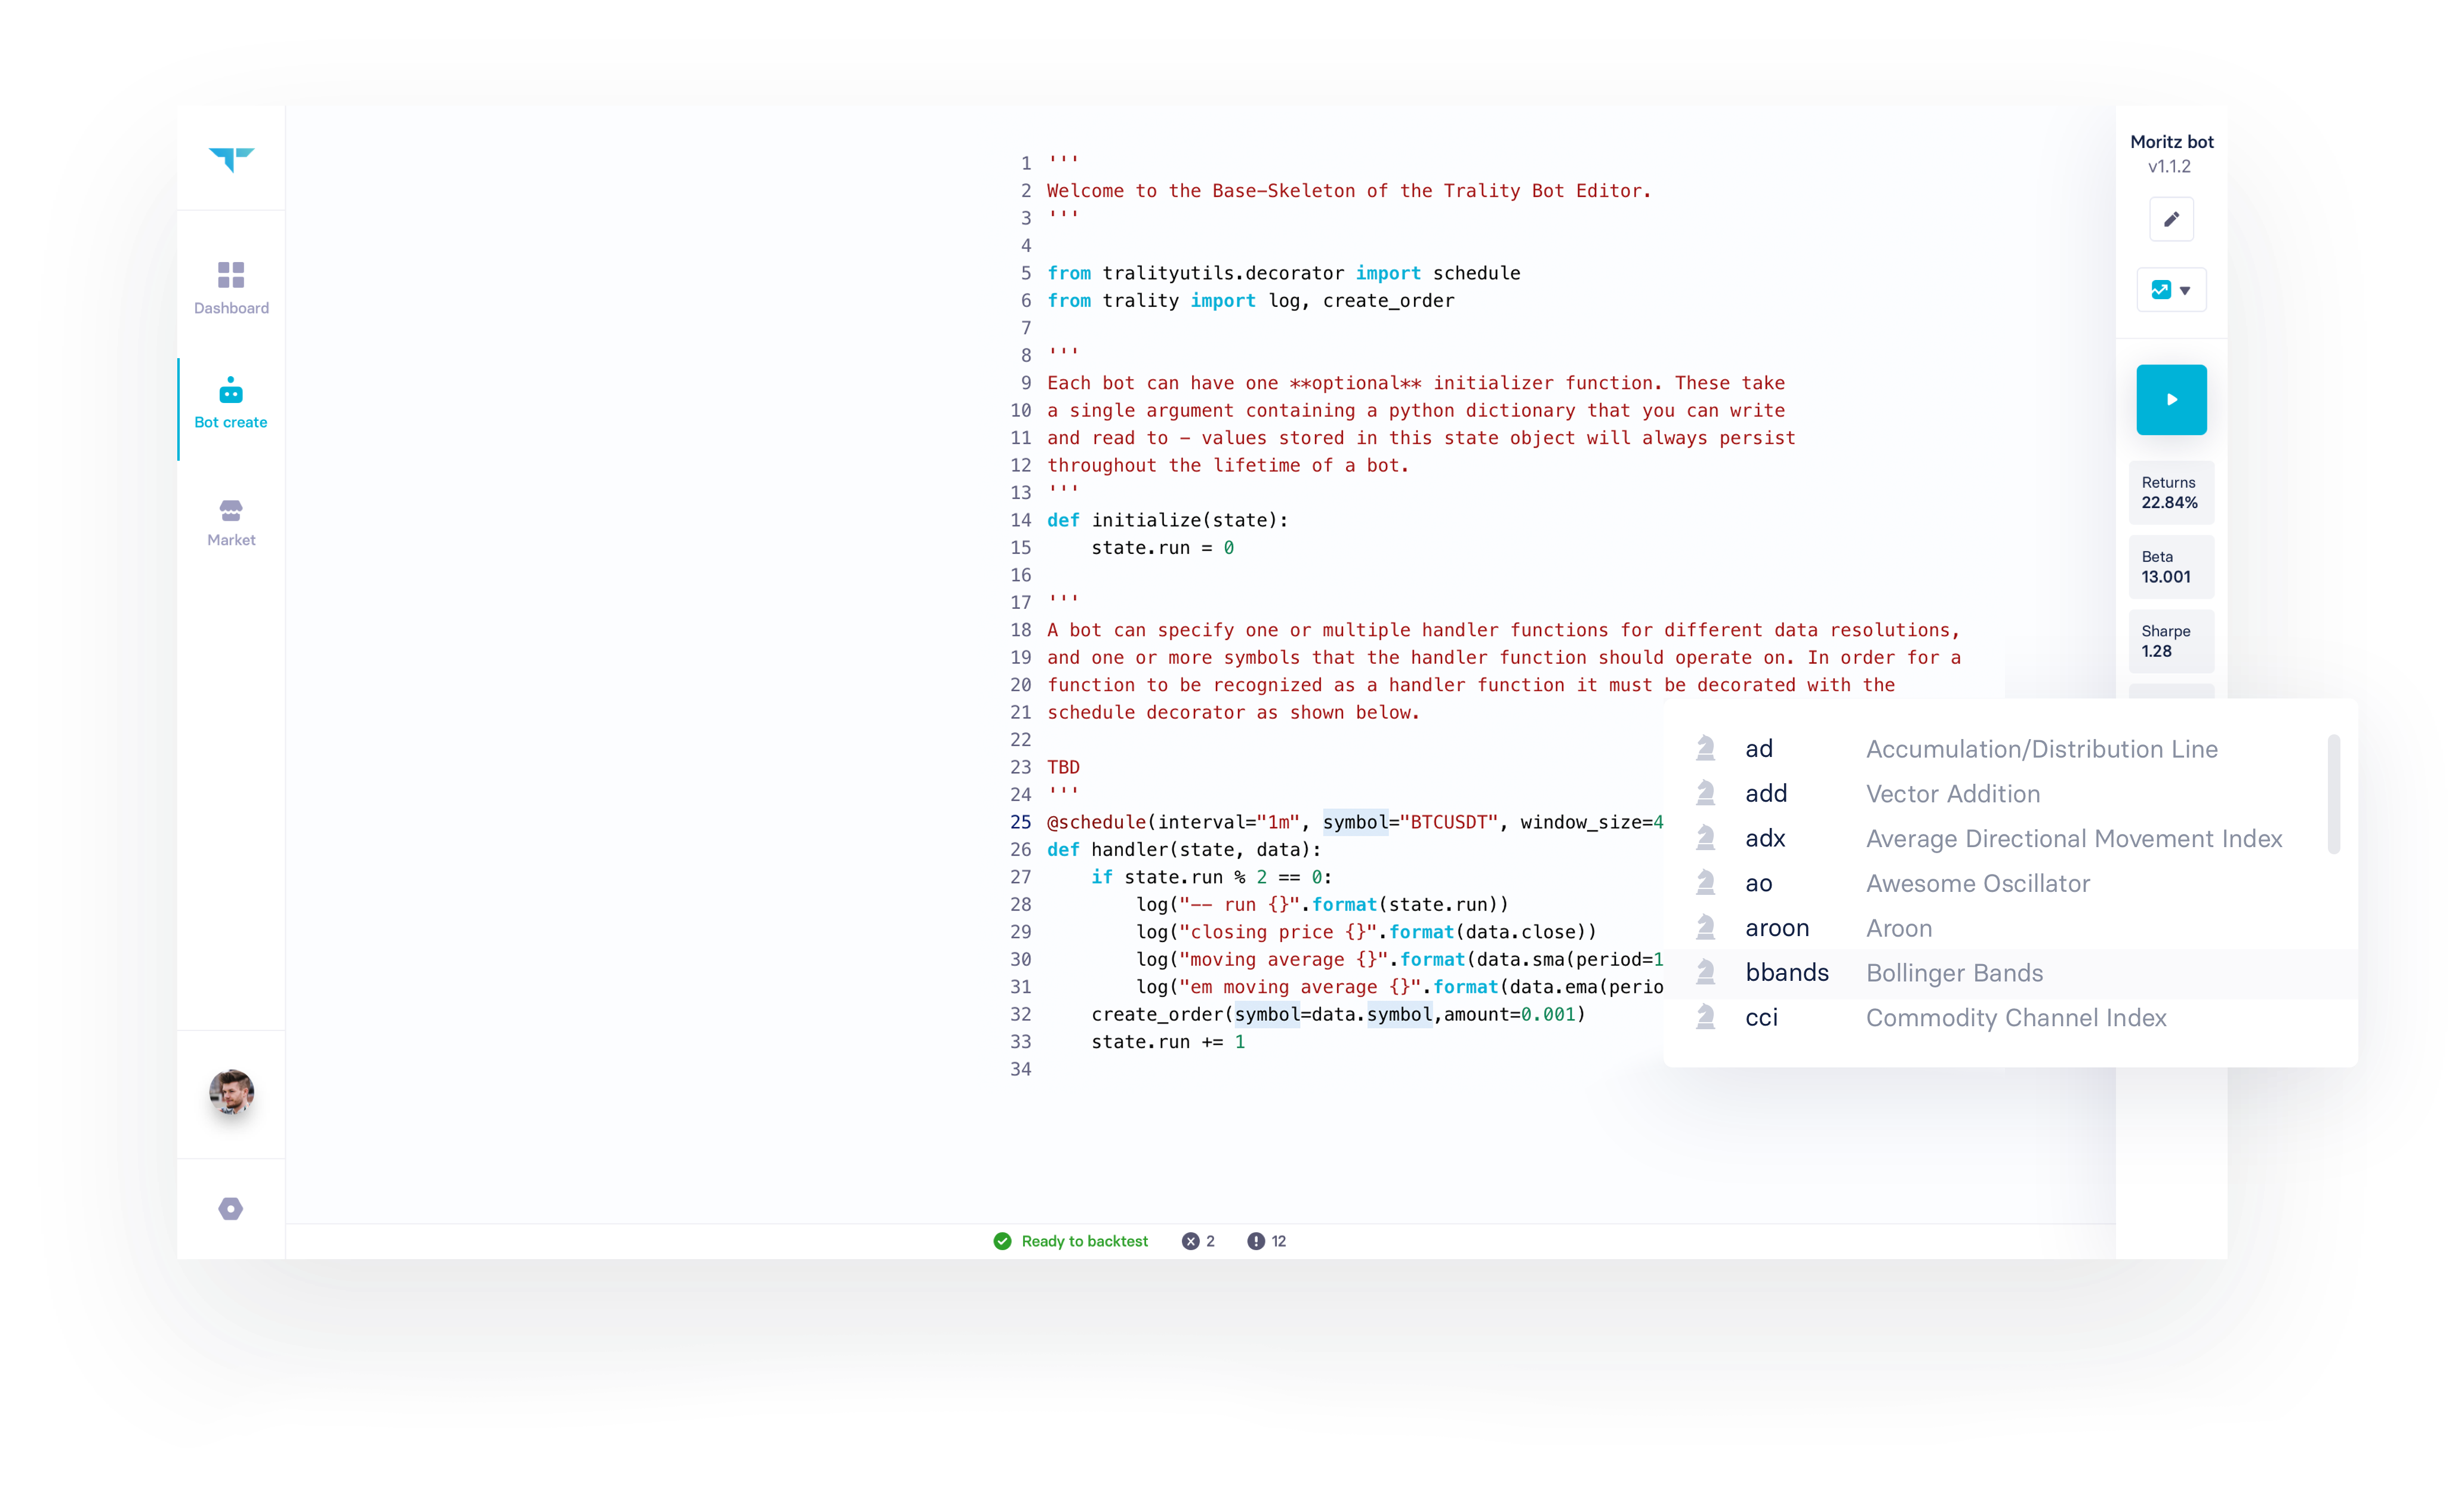 Dashboard
Bot create
Market
1 '''
2 Welcome to the Base-Skeleton of the Trality Bot Editor.
3 '''
4
5 from tralityutils.decorator import schedule
6 from trality import log, create_order
7
8 '''
9 Each bot can have one **optional** initializer function. These take
10 a single argument containing a python dictionary that you can write
11 and read to - values stored in this state object will always persist
12 throughout the lifetime of a bot.
13 '''
14 def initialize(state):
15     state.run = 0
16
17 '''
18 A bot can specify one or multiple handler functions for different data resolutions,
19 and one or more symbols that the handler function should operate on. In order for a
20 function to be recognized as a handler function it must be decorated with the
21 schedule decorator as shown below.
22
23 TBD
24 '''
25 @schedule(interval="1m", symbol="BTCUSDT", window_size=4
26 def handler(state, data):
27     if state.run % 2 == 0:
28         log("-- run {}".format(state.run))
29         log("closing price {}".format(data.close))
30         log("moving average {}".format(data.sma(period=1
31         log("em moving average {}".format(data.ema(perio
32     create_order(symbol=data.symbol,amount=0.001)
33     state.run += 1
34
ad Accumulation/Distribution Line
add Vector Addition
adx Average Directional Movement Index
ao Awesome Oscillator
aroon Aroon
bbands Bollinger Bands
cci Commodity Channel Index
Moritz bot
v1.1.2
Returns
22.84%
Beta
13.001
Sharpe
1.28
Ready to backtest 2 12